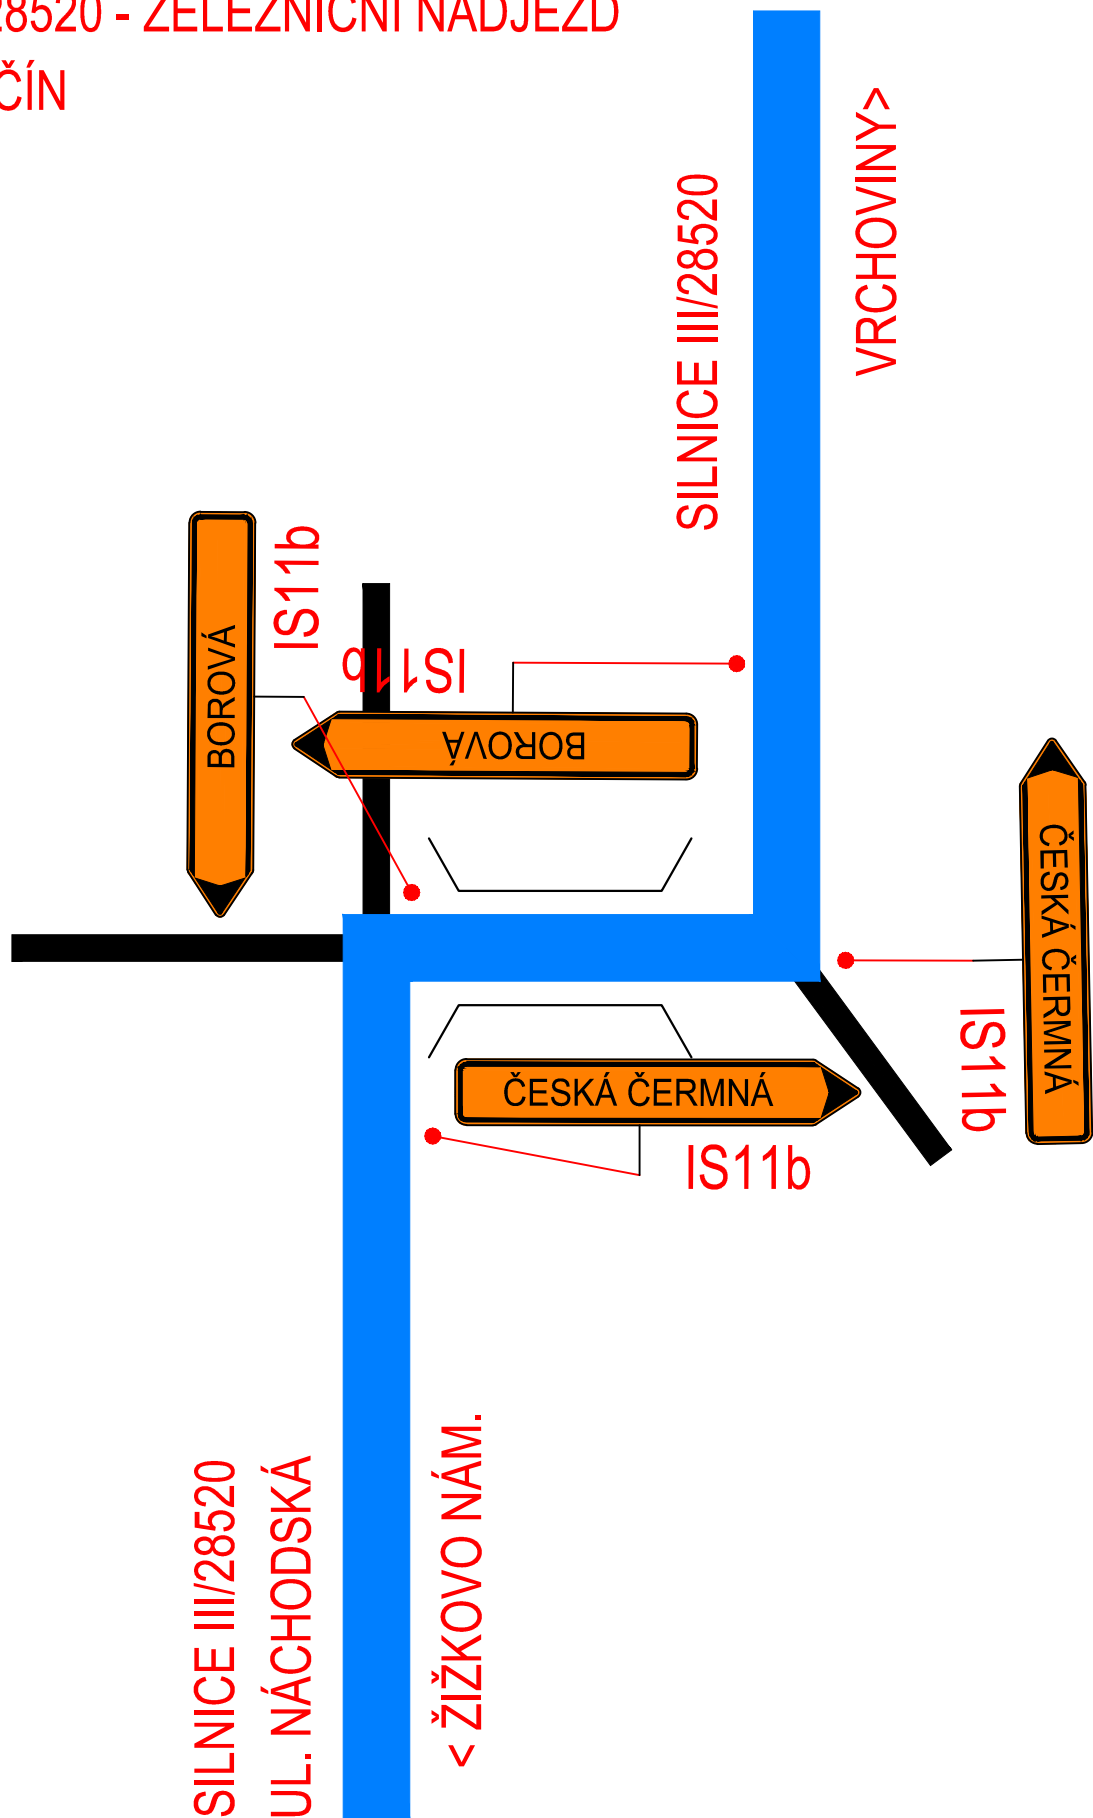 28520 - ŽELEZNIČNÍ NADJEZD
ČÍN
SILNICE III/28520
VRCHOVINY>
BOROVÁ
IS11b
IS11b
BOROVÁ
ČESKÁ ČERMNÁ
IS11b
ČESKÁ ČERMNÁ
IS11b
SILNICE III/28520
UL. NÁCHODSKÁ
< ŽIŽKOVO NÁM.